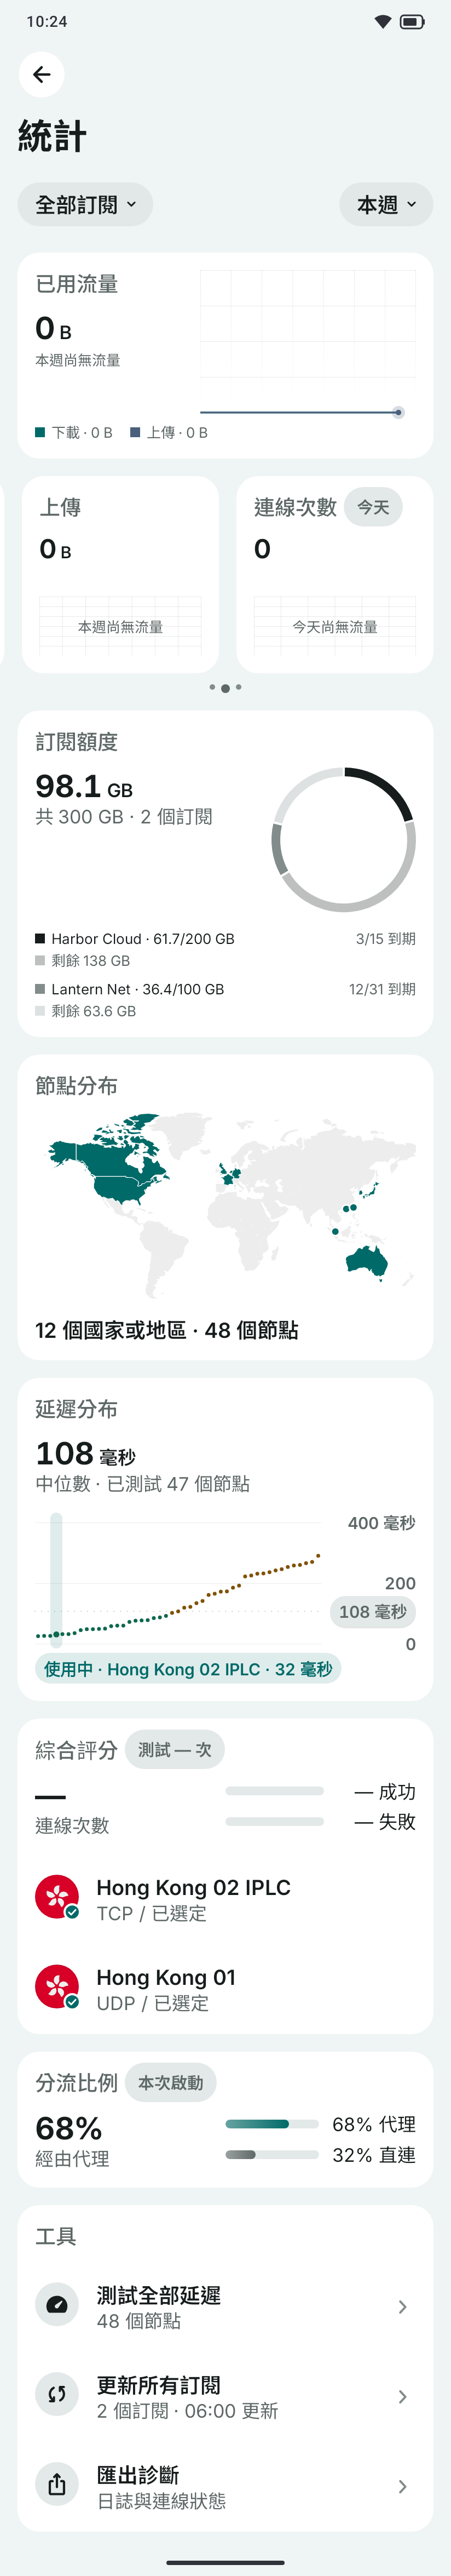 10:24
統計
全部訂閱
本週
已用流量
0 B
本週尚無流量
下載 · 0 B 上傳 · 0 B
上傳
0 B
本週尚無流量
連線次數 今天
0
今天尚無流量
訂閱額度
98.1 GB
共 300 GB · 2 個訂閱
Harbor Cloud · 61.7/200 GB 3/15 到期
剩餘 138 GB
Lantern Net · 36.4/100 GB 12/31 到期
剩餘 63.6 GB
節點分布
12 個國家或地區 · 48 個節點
延遲分布
108 毫秒
中位數 · 已測試 47 個節點
400 毫秒
200
108 毫秒
0
使用中 · Hong Kong 02 IPLC · 32 毫秒
綜合評分 測試 — 次
—
連線次數
— 成功
— 失敗
Hong Kong 02 IPLC
TCP / 已選定
Hong Kong 01
UDP / 已選定
分流比例 本次啟動
68%
經由代理
68% 代理
32% 直連
工具
測試全部延遲
48 個節點
更新所有訂閱
2 個訂閱 · 06:00 更新
匯出診斷
日誌與連線狀態